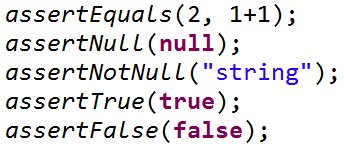 assertEquals(2, 1+1);
assertNull(null);
assertNotNull("string");
assertTrue(true);
assertFalse(false);